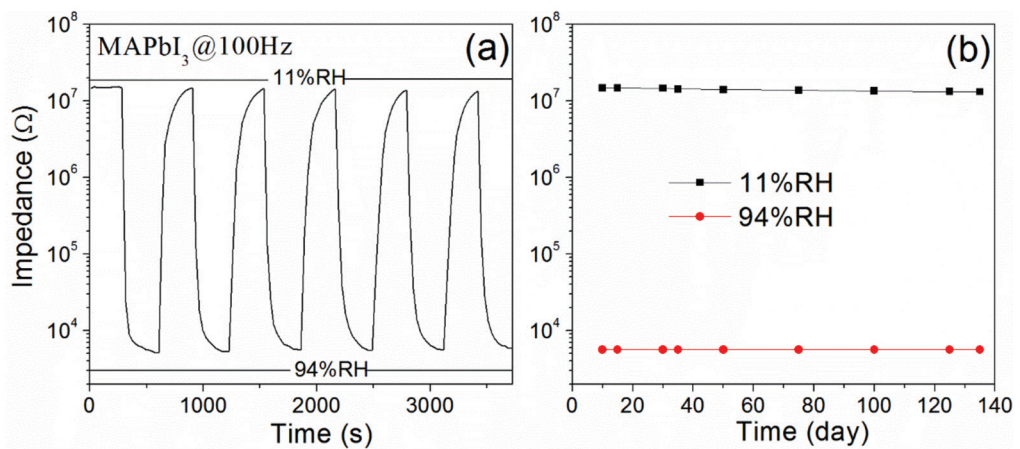 MAPbI₃@100Hz
(a)
11%RH
94%RH
Impedance (Ω)
10⁸
10⁷
10⁶
10⁵
10⁴
0 1000 2000 3000
Time (s)
(b)
10⁸
10⁷
10⁶
10⁵
10⁴
11%RH
94%RH
0 20 40 60 80 100 120 140
Time (day)